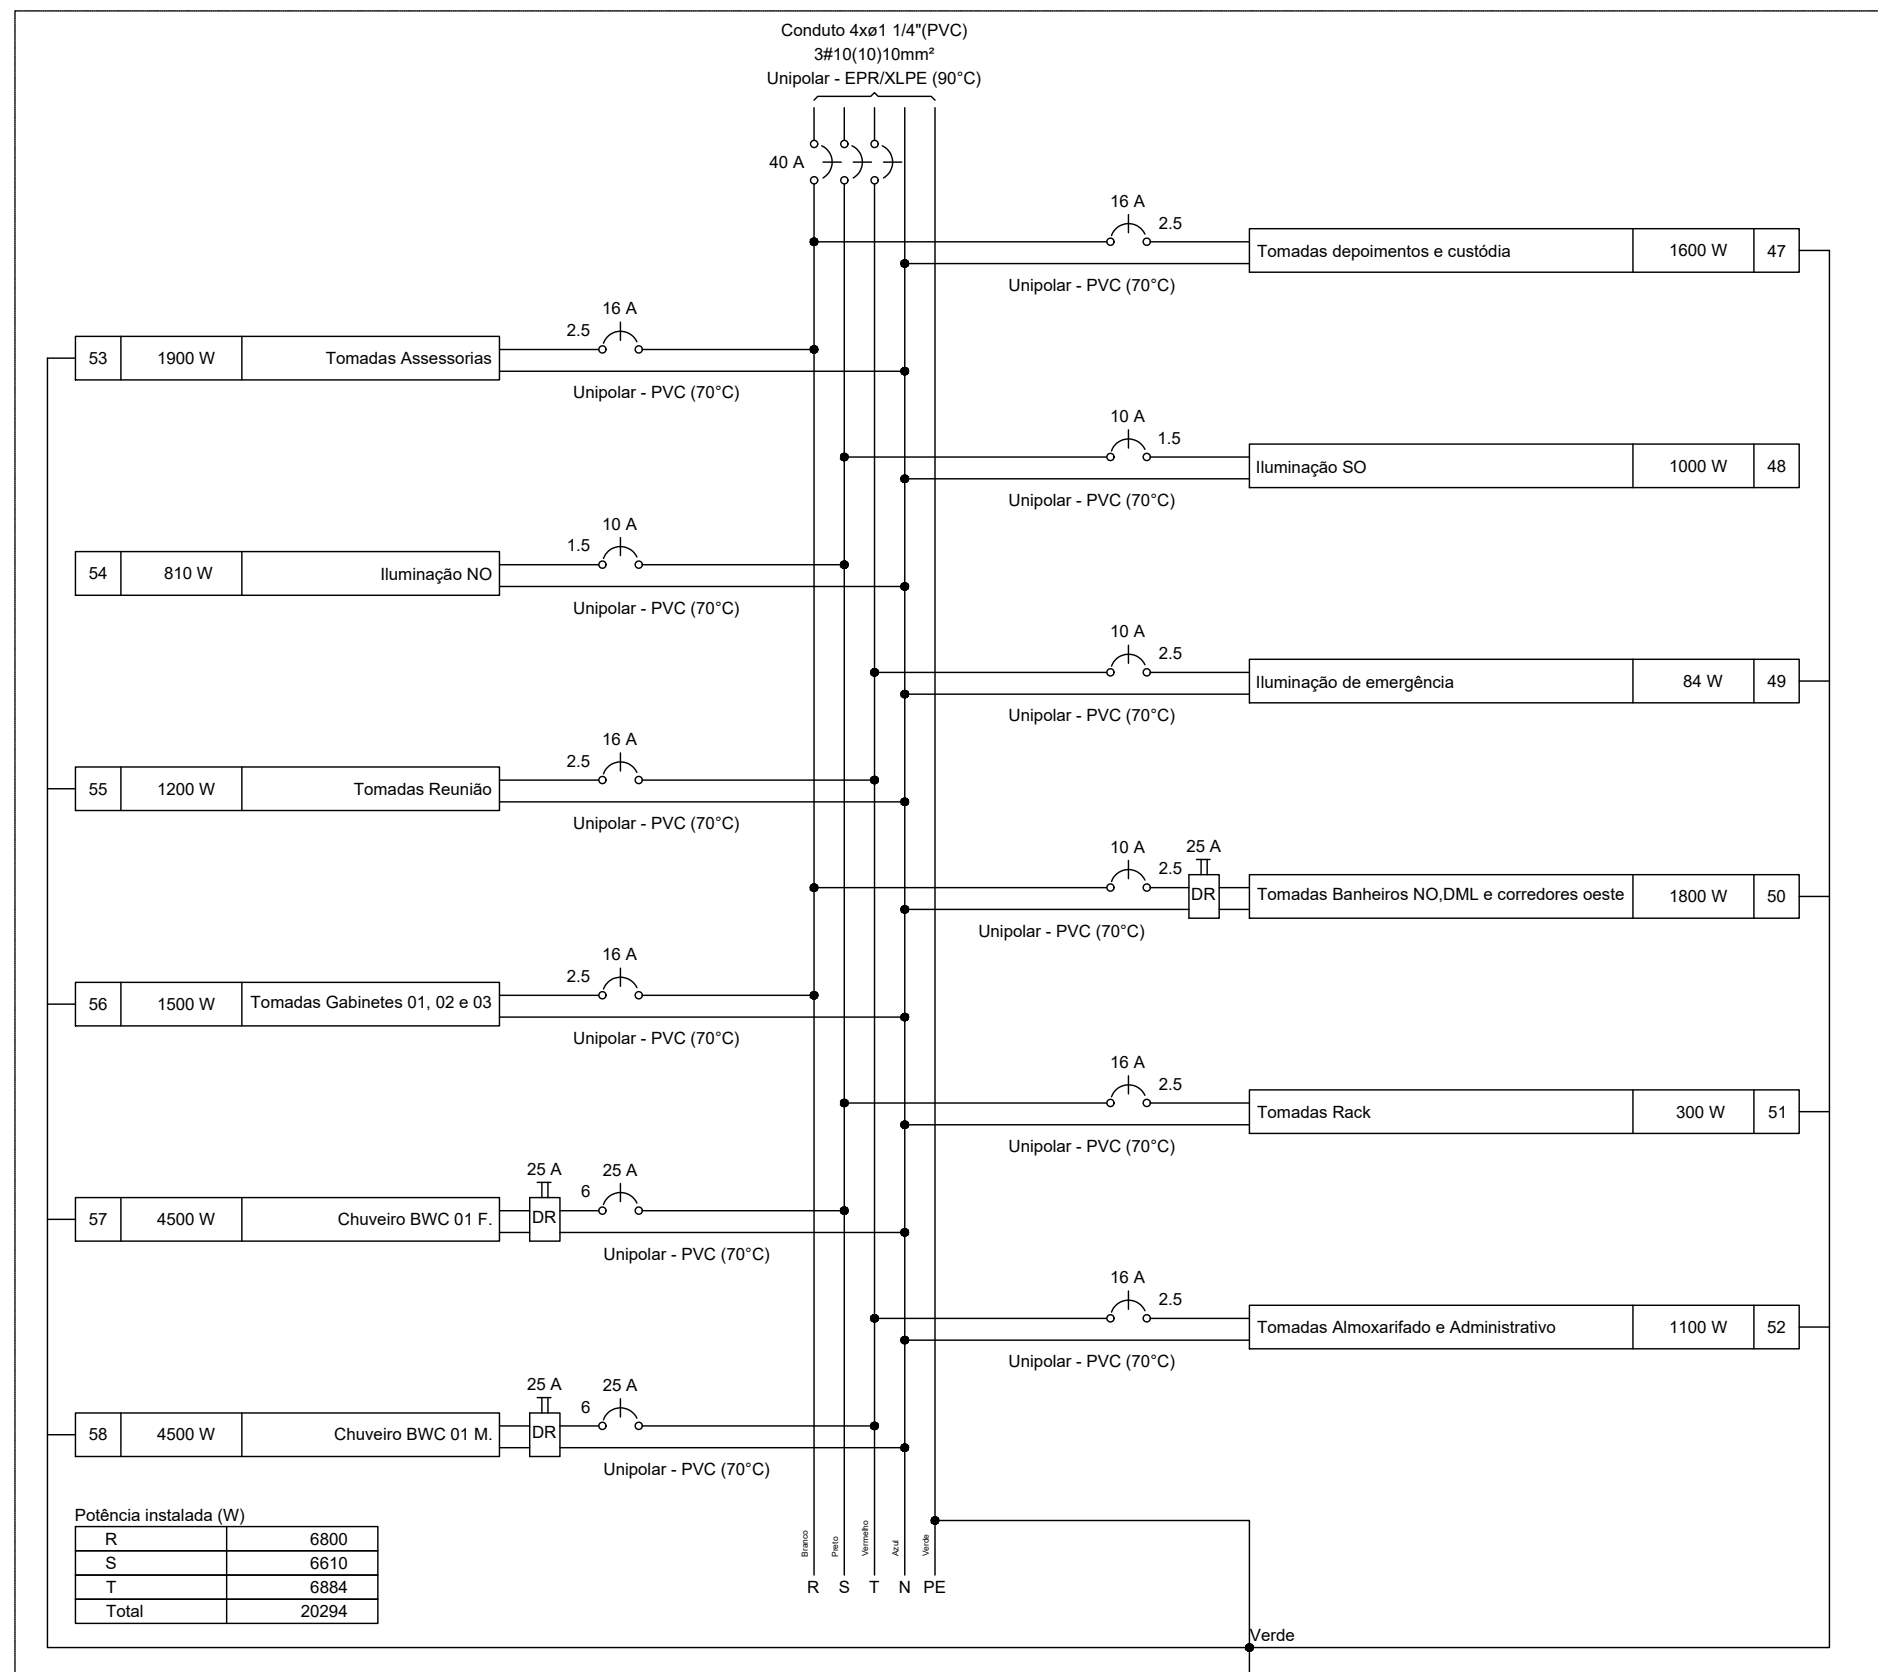 Conduto 4xø1 1/4"(PVC)
3#10(10)10mm²
Unipolar - EPR/XLPE (90°C)
40 A
16 A
2.5
Tomadas depoimentos e custódia 1600 W 47
Unipolar - PVC (70°C)
16 A
2.5
53 1900 W Tomadas Assessorias
Unipolar - PVC (70°C)
10 A
1.5
Iluminação SO 1000 W 48
Unipolar - PVC (70°C)
10 A
1.5
54 810 W Iluminação NO
Unipolar - PVC (70°C)
10 A
2.5
Iluminação de emergência 84 W 49
Unipolar - PVC (70°C)
16 A
2.5
55 1200 W Tomadas Reunião
Unipolar - PVC (70°C)
10 A 25 A
2.5
DR Tomadas Banheiros NO,DML e corredores oeste 1800 W 50
Unipolar - PVC (70°C)
16 A
2.5
56 1500 W Tomadas Gabinetes 01, 02 e 03
Unipolar - PVC (70°C)
16 A
2.5
Tomadas Rack 300 W 51
Unipolar - PVC (70°C)
25 A 25 A
6
57 4500 W Chuveiro BWC 01 F. DR
Unipolar - PVC (70°C)
16 A
2.5
Tomadas Almoxarifado e Administrativo 1100 W 52
Unipolar - PVC (70°C)
25 A 25 A
6
58 4500 W Chuveiro BWC 01 M. DR
Unipolar - PVC (70°C)
Potência instalada (W)
R 6800
S 6610
T 6884
Total 20294
Branco Preto Vermelho Azul Verde
R S T N PE
Verde